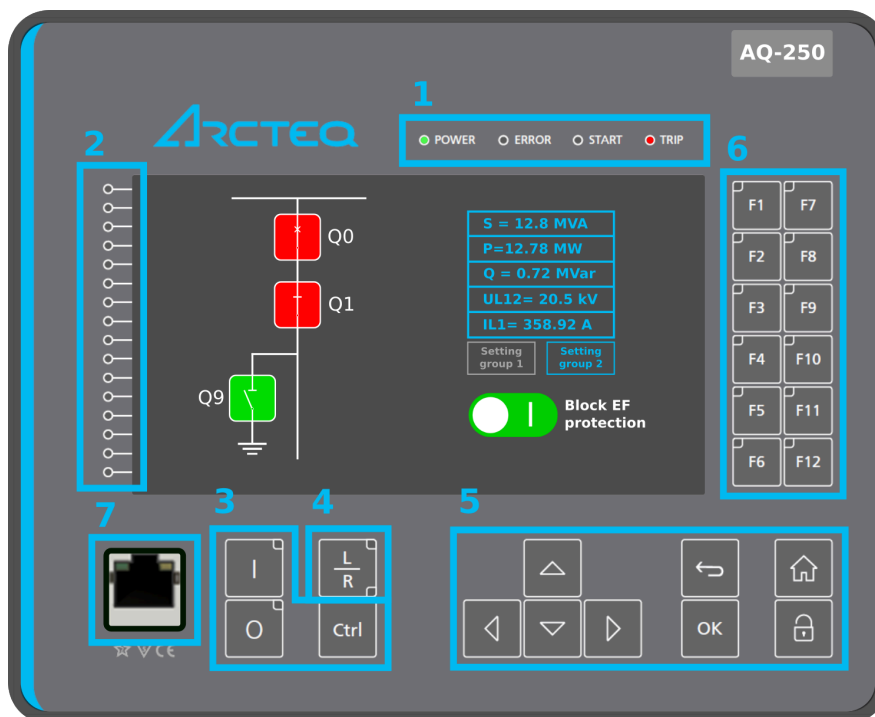 AQ-250
1
ARCTEQ
POWER ERROR START TRIP
2
6
Q0
Q1
Q9
S = 12.8 MVA
P=12.78 MW
Q = 0.72 MVar
UL12= 20.5 kV
IL1= 358.92 A
Setting
group 1
Setting
group 2
Block EF
protection
F1 F7
F2 F8
F3 F9
F4 F10
F5 F11
F6 F12
7
3
4
5
I
L
R
O
Ctrl
OK
CE